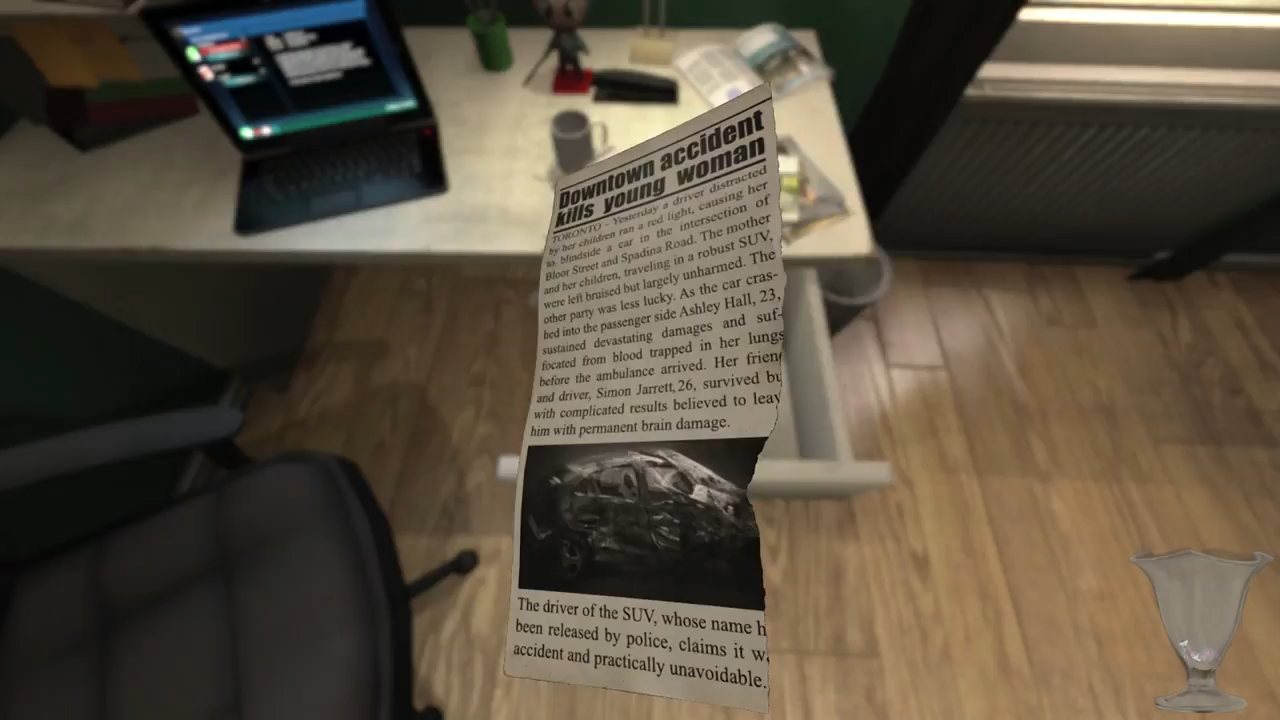 Downtown accident
kills young woman
TORONTO - Yesterday a driver distracted
by her children ran a red light, causing her
to blindside a car in the intersection of
Bloor Street and Spadina Road. The mother
and her children, traveling in a robust SUV,
were left bruised but largely unharmed. The
other party was less lucky. As the car cras-
hed into the passenger side Ashley Hall, 23,
sustained devastating damages and suf-
focated from blood trapped in her lungs
before the ambulance arrived. Her frien
and driver, Simon Jarrett, 26, survived bu
with complicated results believed to leav
him with permanent brain damage.
The driver of the SUV, whose name h
been released by police, claims it w
accident and practically unavoidable.